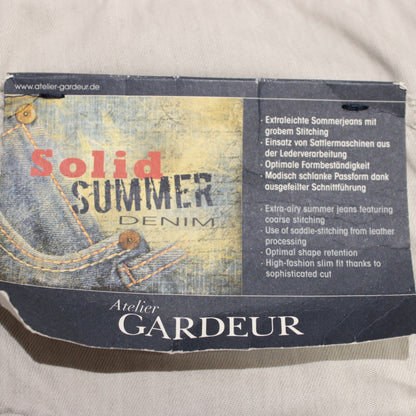 www.atelier-gardeur.de
Solid
SUMMER
DENIM
· Extraleichte Sommerjeans mit
grobem Stitching
· Einsatz von Sattlermaschinen aus
der Lederverarbeitung
· Optimale Formbeständigkeit
· Modisch schlanke Passform dank
ausgefeilter Schnittführung
· Extra-airy summer jeans featuring
coarse stitching
· Use of saddle-stitching from leather
processing
· Optimal shape retention
· High-fashion slim fit thanks to
sophisticated cut
Atelier
GARDEUR